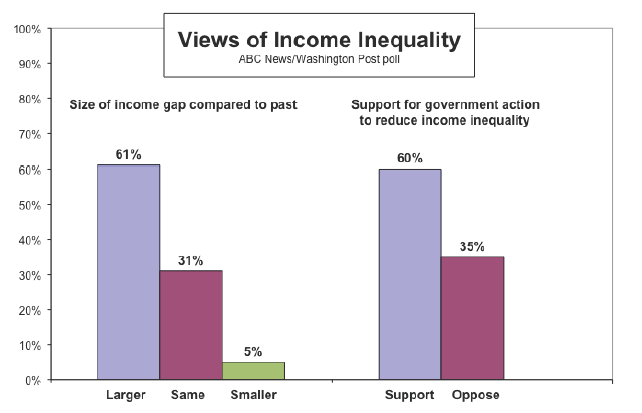 Views of Income Inequality
ABC News/Washington Post poll
100%
90%
80%
70%
60%
50%
40%
30%
20%
10%
0%
Size of income gap compared to past
61%
31%
5%
Larger Same Smaller
Support for government action
to reduce income inequality
60%
35%
Support Oppose